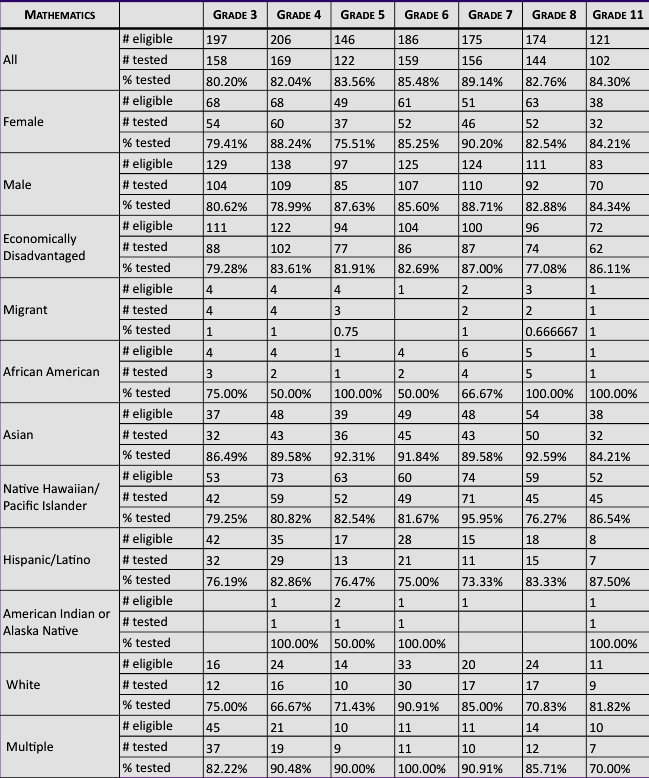 MATHEMATICS GRADE 3 GRADE 4 GRADE 5 GRADE 6 GRADE 7 GRADE 8 GRADE 11
All
# eligible 197 206 146 186 175 174 121
# tested 158 169 122 159 156 144 102
% tested 80.20% 82.04% 83.56% 85.48% 89.14% 82.76% 84.30%
Female
# eligible 68 68 49 61 51 63 38
# tested 54 60 37 52 46 52 32
% tested 79.41% 88.24% 75.51% 85.25% 90.20% 82.54% 84.21%
Male
# eligible 129 138 97 125 124 111 83
# tested 104 109 85 107 110 92 70
% tested 80.62% 78.99% 87.63% 85.60% 88.71% 82.88% 84.34%
Economically
Disadvantaged
# eligible 111 122 94 104 100 96 72
# tested 88 102 77 86 87 74 62
% tested 79.28% 83.61% 81.91% 82.69% 87.00% 77.08% 86.11%
Migrant
# eligible 4 4 4 1 2 3 1
# tested 4 4 3 2 2 1
% tested 1 1 0.75 1 0.666667 1
African American
# eligible 4 4 1 4 6 5 1
# tested 3 2 1 2 4 5 1
% tested 75.00% 50.00% 100.00% 50.00% 66.67% 100.00% 100.00%
Asian
# eligible 37 48 39 49 48 54 38
# tested 32 43 36 45 43 50 32
% tested 86.49% 89.58% 92.31% 91.84% 89.58% 92.59% 84.21%
Native Hawaiian/
Pacific Islander
# eligible 53 73 63 60 74 59 52
# tested 42 59 52 49 71 45 45
% tested 79.25% 80.82% 82.54% 81.67% 95.95% 76.27% 86.54%
Hispanic/Latino
# eligible 42 35 17 28 15 18 8
# tested 32 29 13 21 11 15 7
% tested 76.19% 82.86% 76.47% 75.00% 73.33% 83.33% 87.50%
American Indian or
Alaska Native
# eligible 1 2 1 1 1
# tested 1 1 1 1
% tested 100.00% 50.00% 100.00% 100.00%
White
# eligible 16 24 14 33 20 24 11
# tested 12 16 10 30 17 17 9
% tested 75.00% 66.67% 71.43% 90.91% 85.00% 70.83% 81.82%
Multiple
# eligible 45 21 10 11 11 14 10
# tested 37 19 9 11 10 12 7
% tested 82.22% 90.48% 90.00% 100.00% 90.91% 85.71% 70.00%